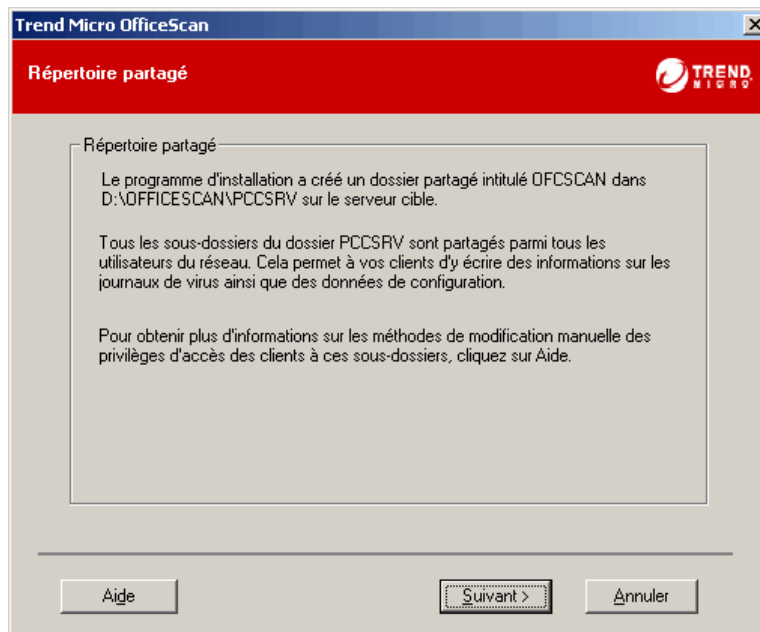 Trend Micro OfficeScan
Répertoire partagé
TREND
MICRO
Répertoire partagé
Le programme d'installation a créé un dossier partagé intitulé OFCSCAN dans
D:\OFFICESCAN\PCCSRV sur le serveur cible.
Tous les sous-dossiers du dossier PCCSRV sont partagés parmi tous les
utilisateurs du réseau. Cela permet à vos clients d'y écrire des informations sur les
journaux de virus ainsi que des données de configuration.
Pour obtenir plus d'informations sur les méthodes de modification manuelle des
privilèges d'accès des clients à ces sous-dossiers, cliquez sur Aide.
Aide
Suivant >
Annuler